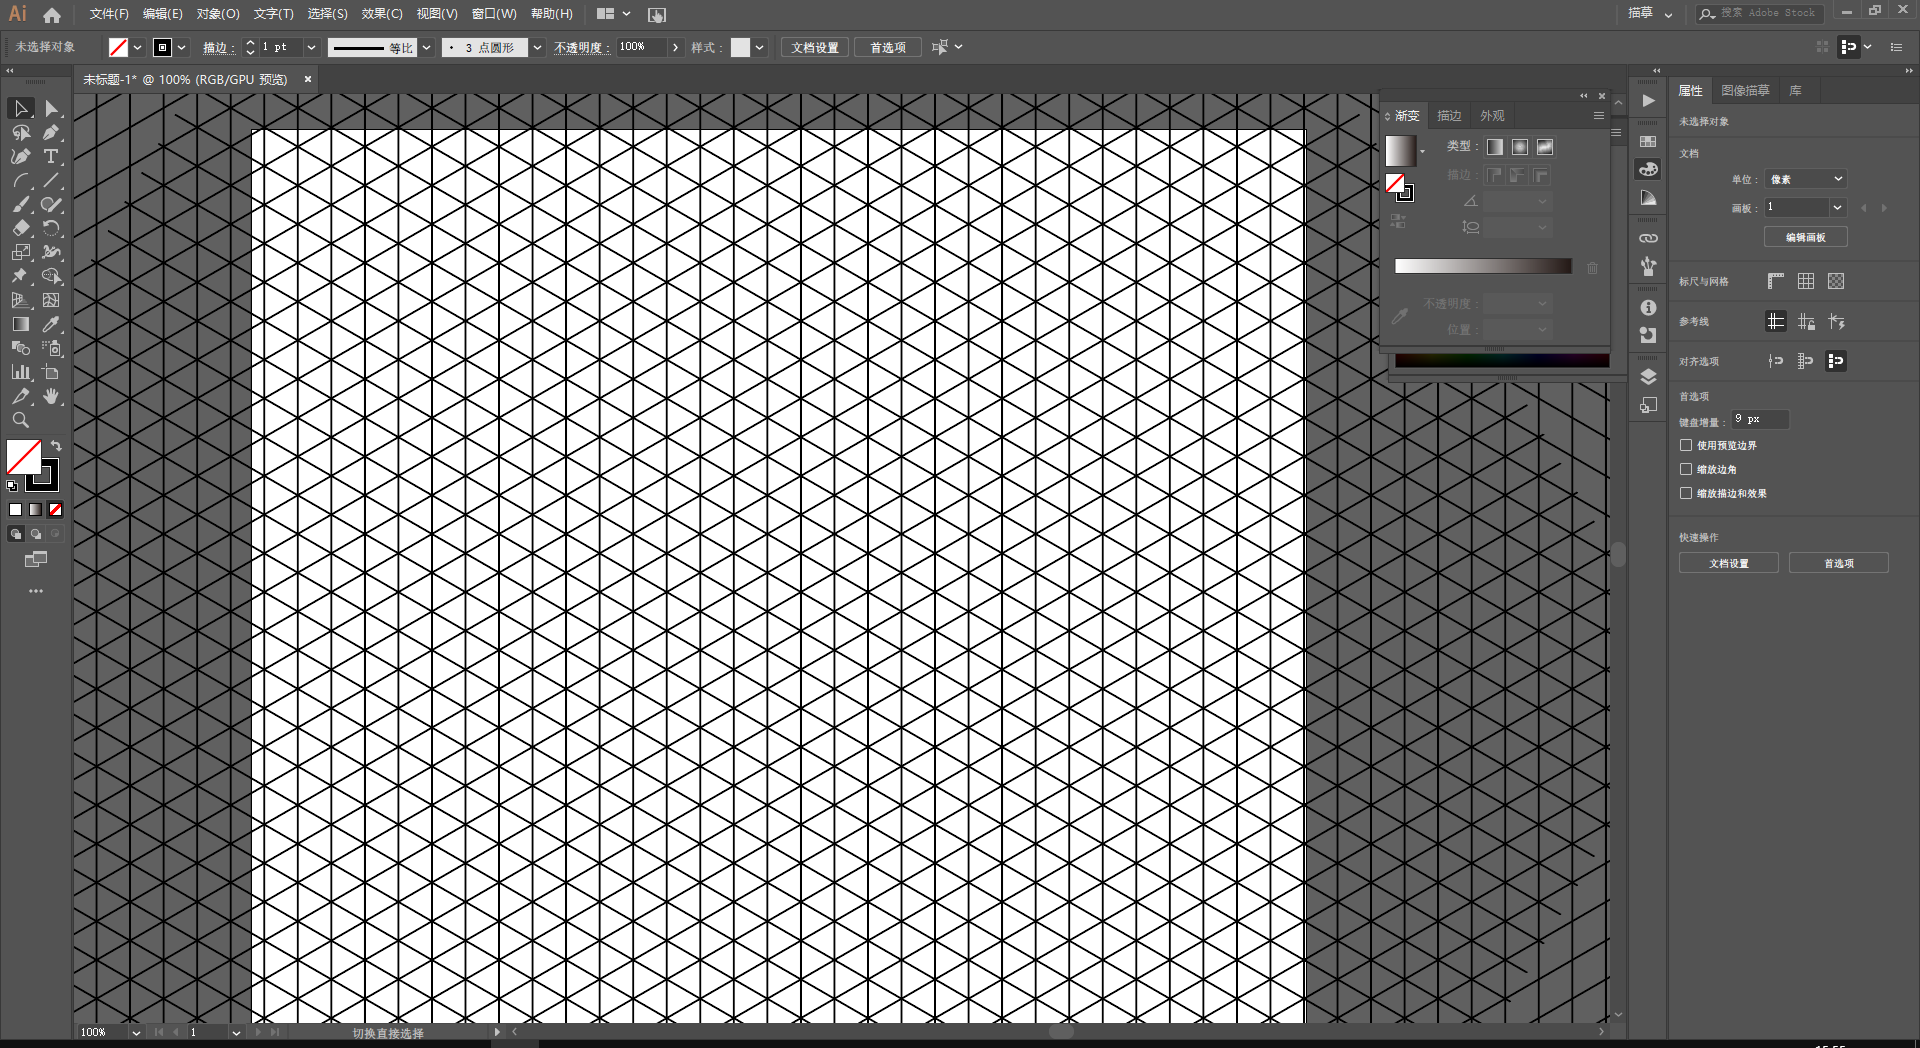 Ai 文件(F) 编辑(E) 对象(O) 文字(T) 选择(S) 效果(C) 视图(V) 窗口(W) 帮助(H) 描摹 搜索 Adobe Stock
未选择对象 描边: 1 pt 等比 3 点圆形 不透明度: 100% 样式: 文档设置 首选项
未标题-1* @ 100% (RGB/GPU 预览) ×
渐变 描边 外观
类型:
描边:
不透明度:
位置:
属性 图像描摹 库
未选择对象
文档
单位: 像素
画板: 1
编辑画板
标尺与网格
参考线
对齐选项
首选项
键盘增量: 9 px
使用预览边界
缩放边角
缩放描边和效果
快速操作
文档设置 首选项
100% 1 切换直接选择